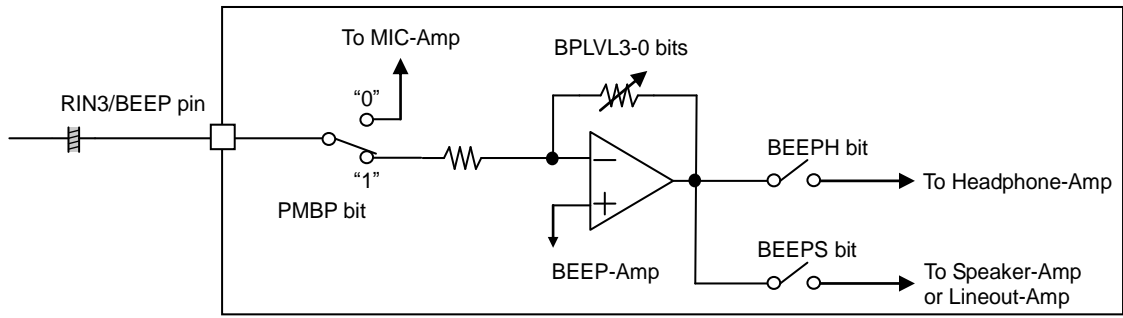 To MIC-Amp
BPLVL3-0 bits
RIN3/BEEP pin
“0”
“1”
PMBP bit
BEEPH bit
To Headphone-Amp
BEEP-Amp
BEEPS bit
To Speaker-Amp
or Lineout-Amp